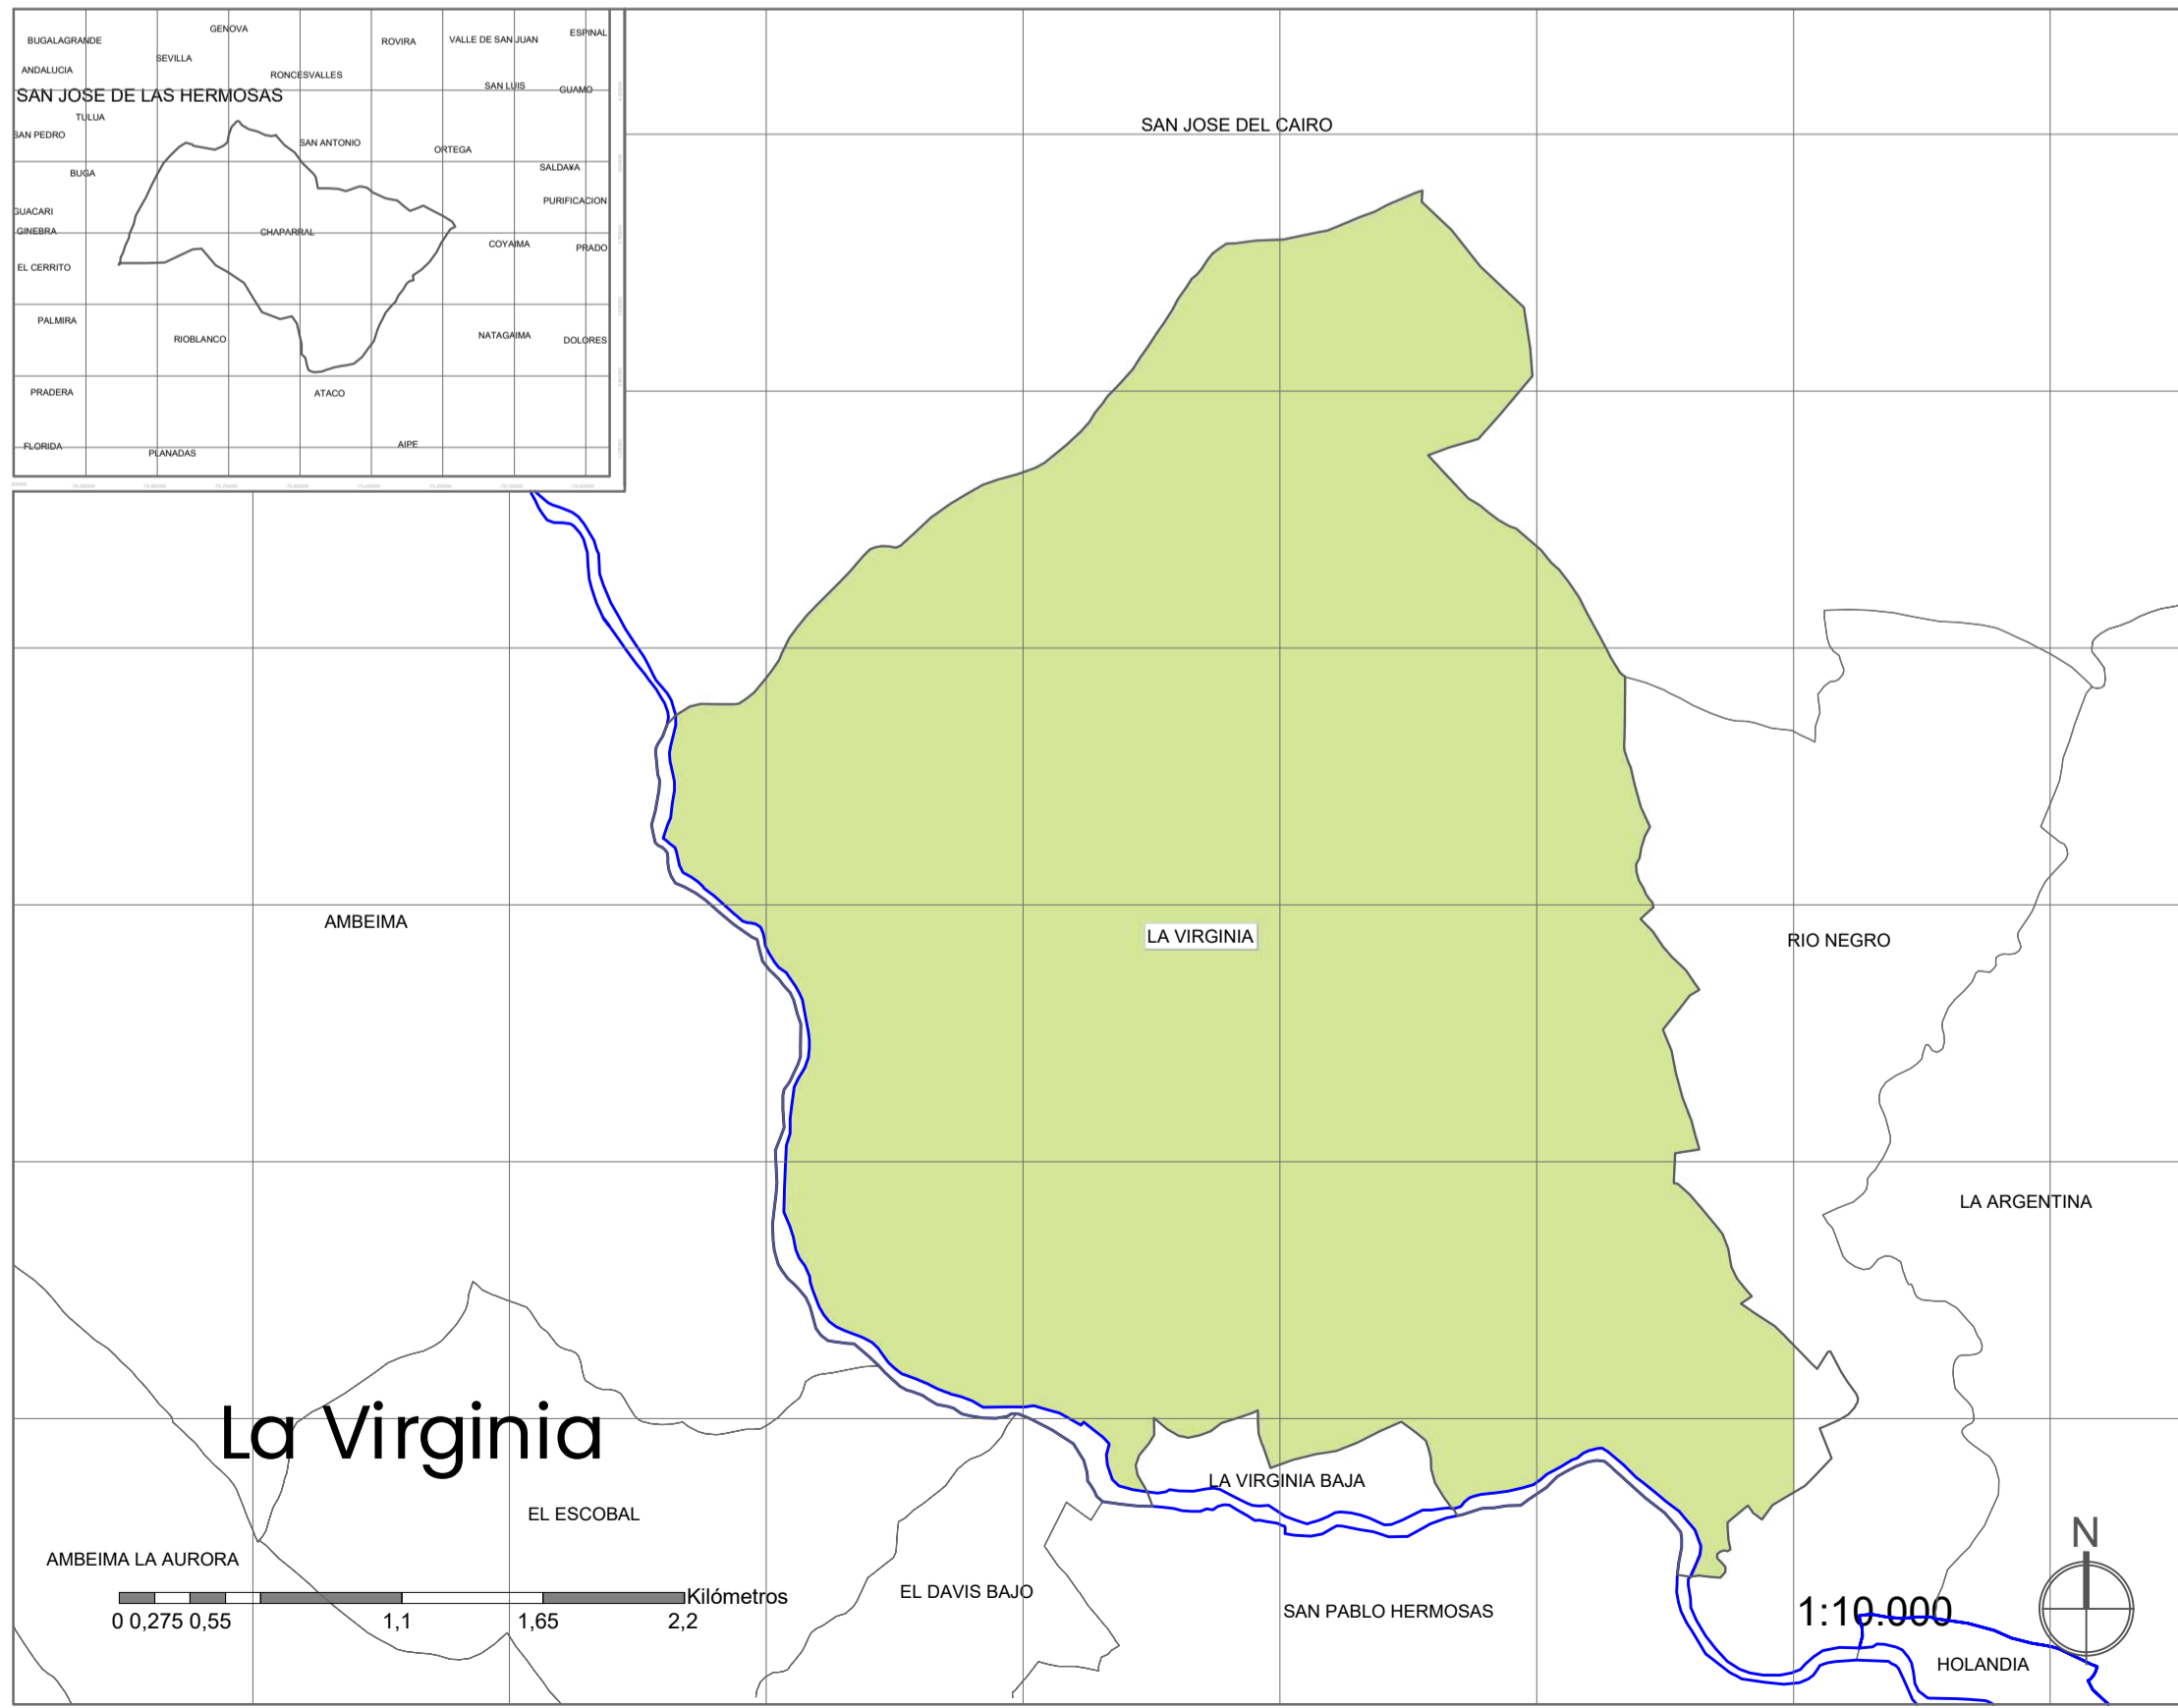 GENOVA
ESPINAL
BUGALAGRANDE
ROVIRA
VALLE DE SAN JUAN
SEVILLA
ANDALUCIA
RONCESVALLES
SAN LUIS
GUAMO
SAN JOSE DE LAS HERMOSAS
TULUA
SAN PEDRO
SAN ANTONIO
ORTEGA
SALDA¥A
BUGA
PURIFICACION
GUACARI
GINEBRA
CHAPARRAL
COYAIMA
PRADO
EL CERRITO
PALMIRA
RIOBLANCO
NATAGAIMA
DOLORES
PRADERA
ATACO
FLORIDA
AIPE
PLANADAS
SAN JOSE DEL CAIRO
AMBEIMA
LA VIRGINIA
RIO NEGRO
LA ARGENTINA
La Virginia
LA VIRGINIA BAJA
EL ESCOBAL
AMBEIMA LA AURORA
EL DAVIS BAJO
SAN PABLO HERMOSAS
HOLANDIA
Kilómetros
0 0,275 0,55 1,1 1,65 2,2
N
1:10.000